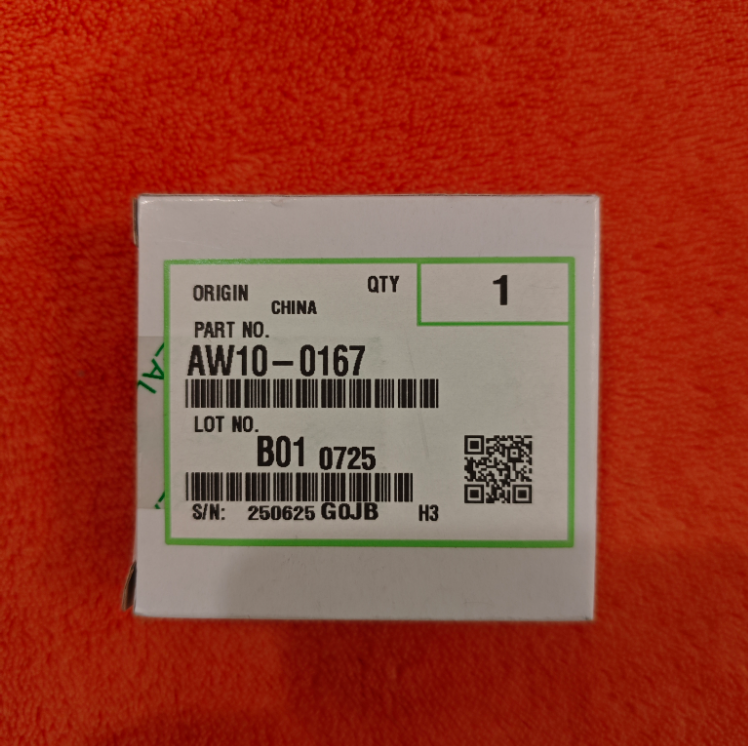 ORIGIN CHINA
QTY 1
PART NO.
AW10-0167
LOT NO.
B01 0725
S/N: 250625 G0JB H3